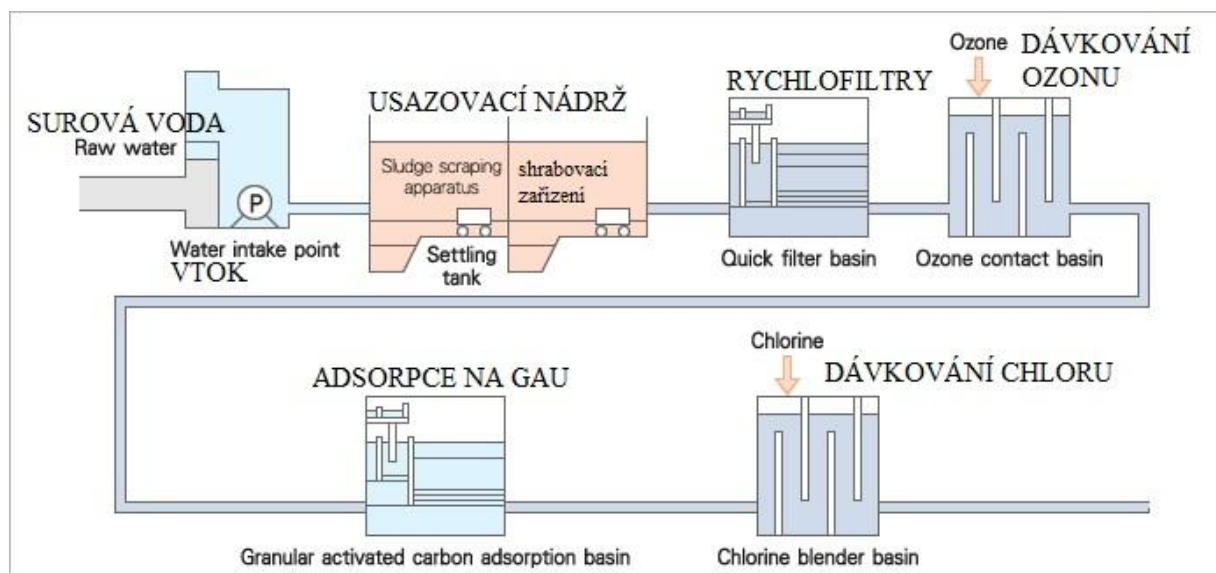 Ozone
DÁVKOVÁNÍ
OZONU
RYCHLOFILTRY
USAZOVACÍ NÁDRŽ
SUROVÁ VODA
Raw water
Sludge scraping
apparatus
shrabovací
zařízení
P
Water intake point
VTOK
Settling
tank
Quick filter basin
Ozone contact basin
Chlorine
ADSORPCE NA GAU
DÁVKOVÁNÍ CHLORU
Granular activated carbon adsorption basin
Chlorine blender basin